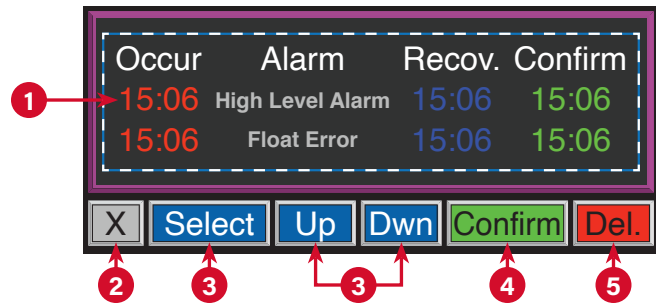 Occur Alarm Recov. Confirm
1 15:06 High Level Alarm 15:06 15:06
15:06 Float Error 15:06 15:06
X Select Up Dwn Confirm Del.
2 3 3 4 5